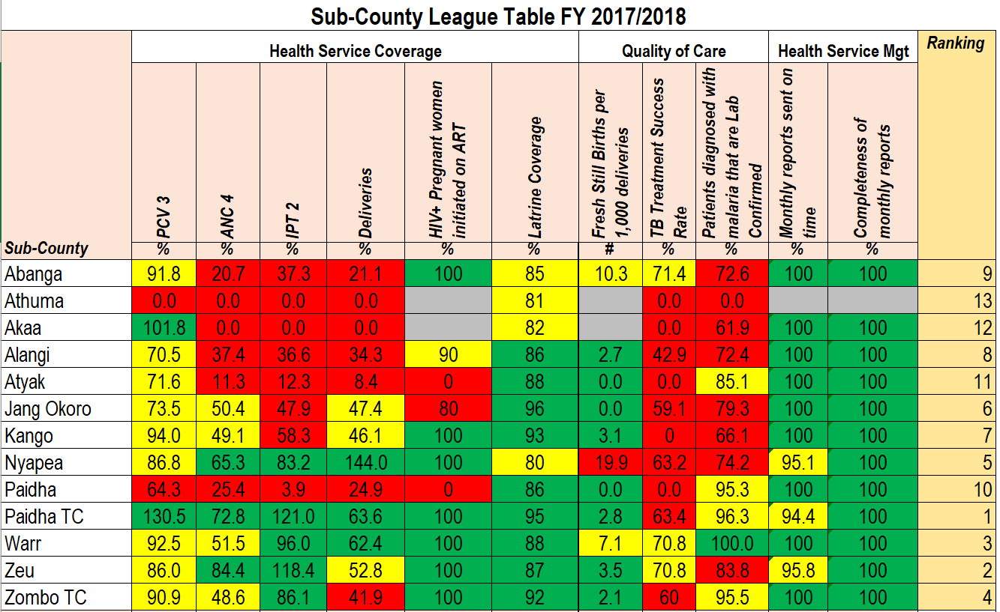 Sub-County League Table FY 2017/2018
Health Service Coverage Quality of Care Health Service Mgt Ranking
Sub-County
PCV 3
ANC 4
IPT 2
Deliveries
HIV+ Pregnant women
initiated on ART
Latrine Coverage
Fresh Still Births per
1,000 deliveries
TB Treatment Success
Rate
Patients diagnosed with
malaria that are Lab
Confirmed
Monthly reports sent on
time
Completeness of
monthly reports
% % % % % % # % % % %
Abanga 91.8 20.7 37.3 21.1 100 85 10.3 71.4 72.6 100 100 9
Athuma 0.0 0.0 0.0 0.0 81 0.0 0.0 13
Akaa 101.8 0.0 0.0 0.0 82 0.0 61.9 100 100 12
Alangi 70.5 37.4 36.6 34.3 90 86 2.7 42.9 72.4 100 100 8
Atyak 71.6 11.3 12.3 8.4 0 88 0.0 0.0 85.1 100 100 11
Jang Okoro 73.5 50.4 47.9 47.4 80 96 0.0 59.1 79.3 100 100 6
Kango 94.0 49.1 58.3 46.1 100 93 3.1 0 66.1 100 100 7
Nyapea 86.8 65.3 83.2 144.0 100 80 19.9 63.2 74.2 95.1 100 5
Paidha 64.3 25.4 3.9 24.9 0 86 0.0 0.0 95.3 100 100 10
Paidha TC 130.5 72.8 121.0 63.6 100 95 2.8 63.4 96.3 94.4 100 1
Warr 92.5 51.5 96.0 62.4 100 88 7.1 70.8 100.0 100 100 3
Zeu 86.0 84.4 118.4 52.8 100 87 3.5 70.8 83.8 95.8 100 2
Zombo TC 90.9 48.6 86.1 41.9 100 92 2.1 60 95.5 100 100 4